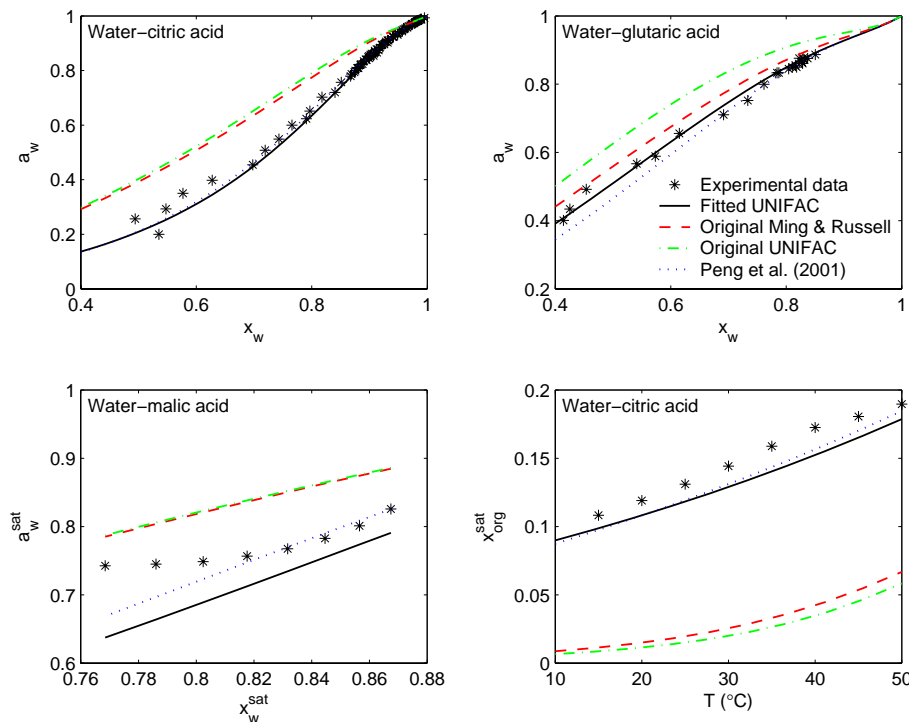 Water−citric acid
1
0.8
0.6
0.4
0.2
0
a_w
0.4
0.6
0.8
1
x_w
Water−glutaric acid
1
0.8
0.6
0.4
0.2
a_w
Experimental data
Fitted UNIFAC
Original Ming & Russell
Original UNIFAC
Peng et al. (2001)
0.4
0.6
0.8
1
x_w
Water−malic acid
1
0.9
0.8
0.7
0.6
a_w^sat
0.76
0.78
0.8
0.82
0.84
0.86
0.88
x_w^sat
Water−citric acid
0.2
0.15
0.1
0.05
0
x_org^sat
10
20
30
40
50
T (°C)